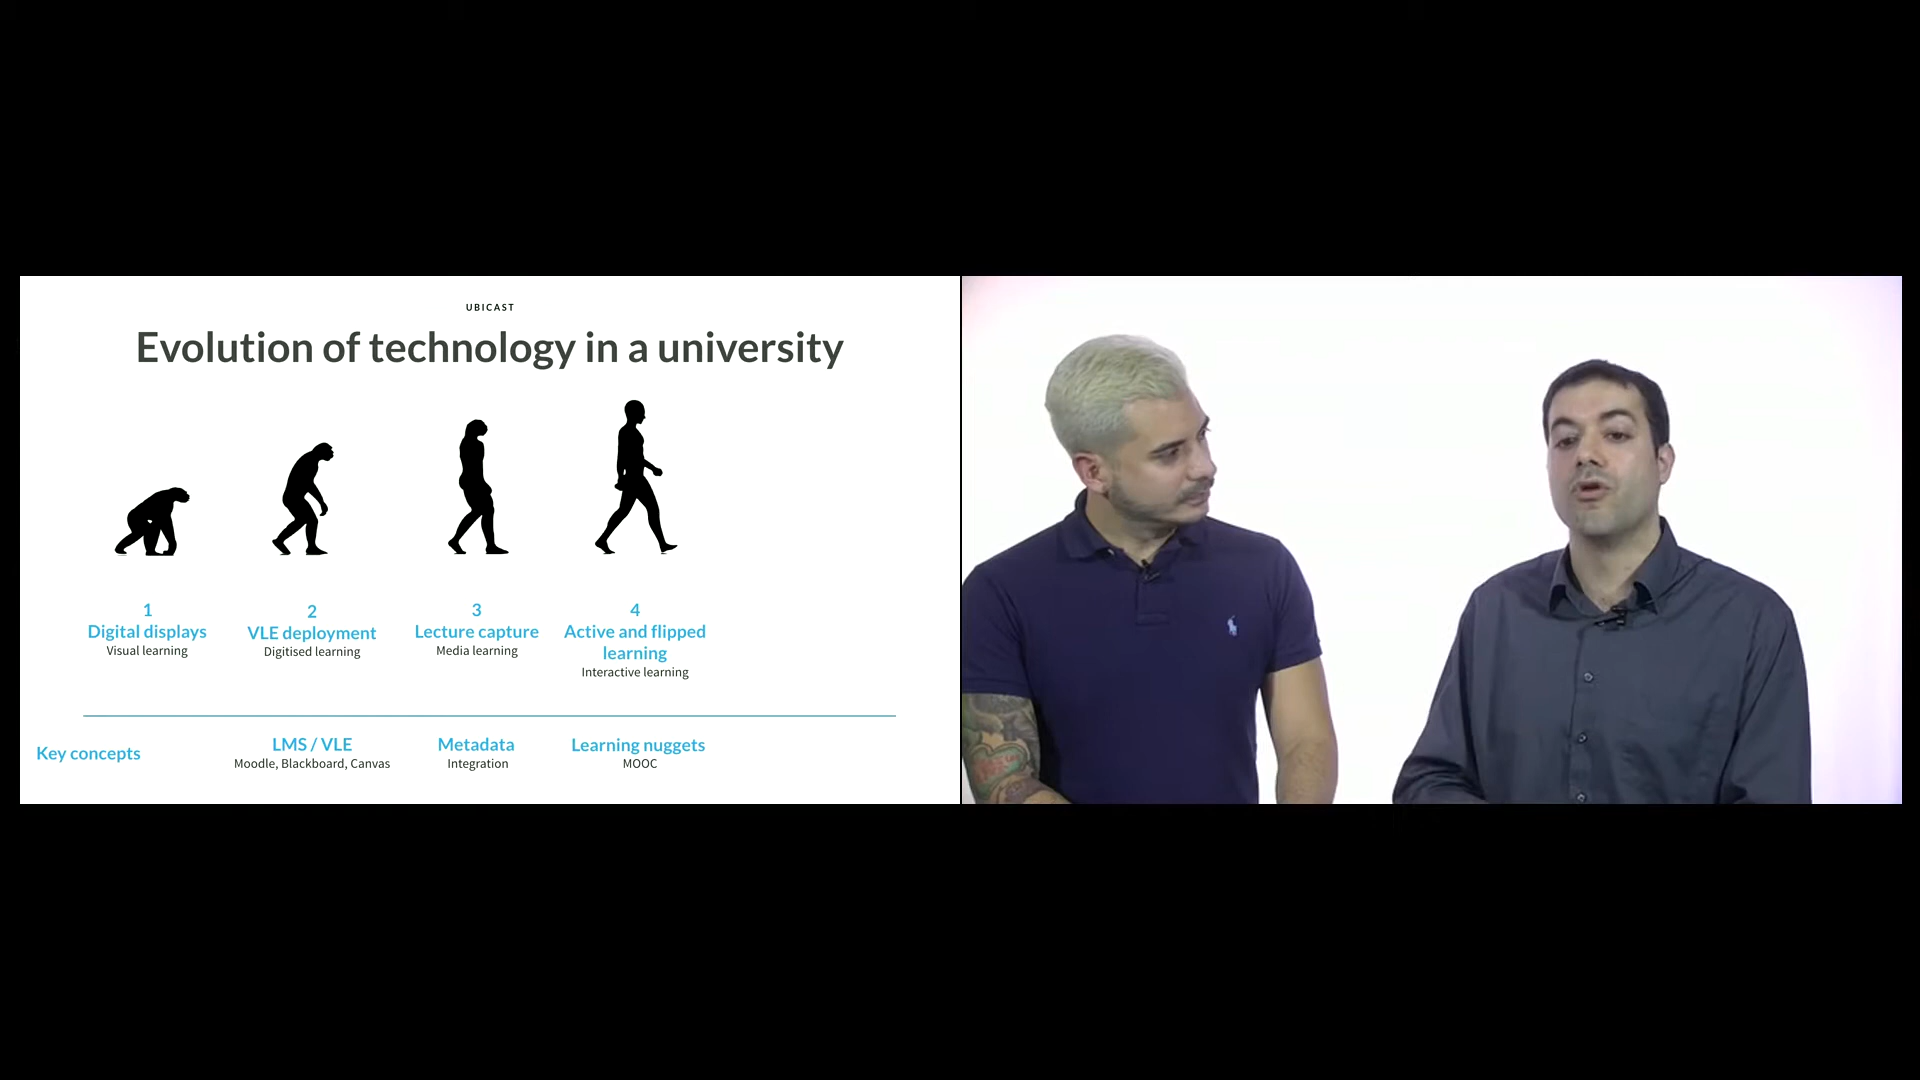 UBICAST
Evolution of technology in a university
1
Digital displays
Visual learning
2
VLE deployment
Digitised learning
3
Lecture capture
Media learning
4
Active and flipped
learning
Interactive learning
Key concepts
LMS / VLE
Moodle, Blackboard, Canvas
Metadata
Integration
Learning nuggets
MOOC